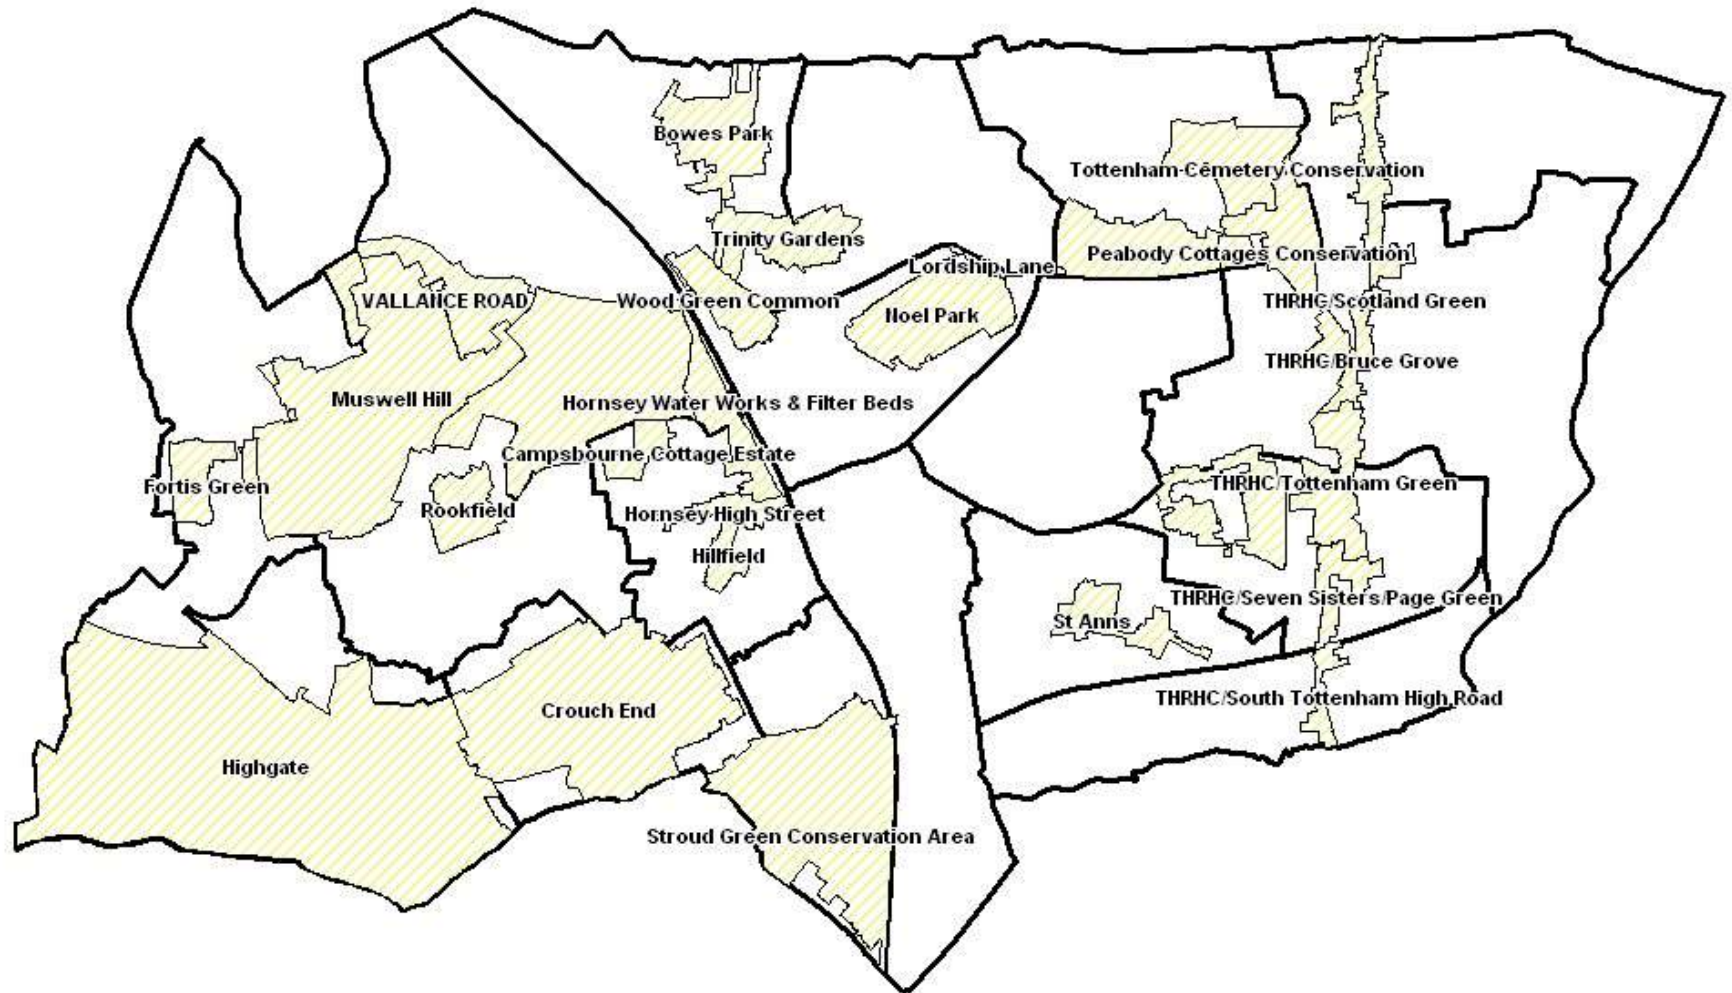 Bowes Park
Tottenham Cemetery Conservation
Trinity Gardens
Peabody Cottages Conservation
Lordship Lane
VALLANCE ROAD
Wood Green Common
THRHC/Scotland Green
Noel Park
THRHC/Bruce Grove
Muswell Hill
Hornsey Water Works & Filter Beds
Campsbourne Cottage Estate
Fortis Green
THRHC/Tottenham Green
Rookfield
Hornsey High Street
Hillfield
THRHC/Seven Sisters/Page Green
St Anns
THRHC/South Tottenham High Road
Crouch End
Highgate
Stroud Green Conservation Area